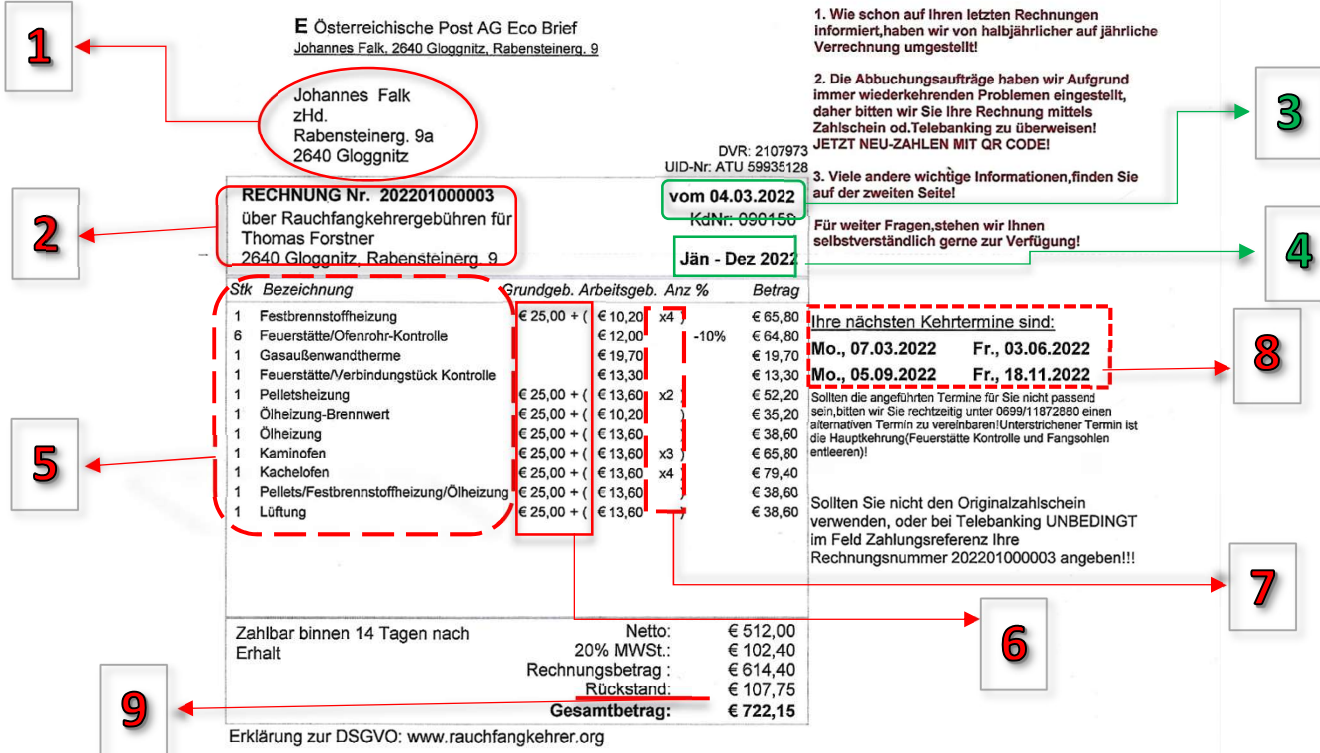 1
E Österreichische Post AG Eco Brief
Johannes Falk, 2640 Gloggnitz, Rabensteinerg. 9
Johannes Falk
zHd.
Rabensteinerg. 9a
2640 Gloggnitz
DVR: 2107973
UID-Nr: ATU 59935128
1. Wie schon auf Ihren letzten Rechnungen
informiert,haben wir von halbjährlicher auf jährliche
Verrechnung umgestellt!
2. Die Abbuchungsaufträge haben wir Aufgrund
immer wiederkehrenden Problemen eingestellt,
daher bitten wir Sie Ihre Rechnung mittels
Zahlschein od.Telebanking zu überweisen!
JETZT NEU-ZAHLEN MIT QR CODE!
3. Viele andere wichtige Informationen,finden Sie
auf der zweiten Seite!
Für weiter Fragen,stehen wir Ihnen
selbstverständlich gerne zur Verfügung!
3
2
RECHNUNG Nr. 202201000003
über Rauchfangkehrergebühren für
Thomas Forstner
2640 Gloggnitz, Rabensteinerg. 9
vom 04.03.2022
KdNr: 090150
Jän - Dez 2022
4
Stk Bezeichnung Grundgeb. Arbeitsgeb. Anz % Betrag
1 Festbrennstoffheizung € 25,00 + ( € 10,20 x4 ) € 65,80
6 Feuerstätte/Ofenrohr-Kontrolle € 12,00 -10% € 64,80
1 Gasaußenwandtherme € 19,70 € 19,70
1 Feuerstätte/Verbindungstück Kontrolle € 13,30 € 13,30
1 Pelletsheizung € 25,00 + ( € 13,60 x2 ) € 52,20
1 Ölheizung-Brennwert € 25,00 + ( € 10,20 ) € 35,20
1 Ölheizung € 25,00 + ( € 13,60 ) € 38,60
1 Kaminofen € 25,00 + ( € 13,60 x3 ) € 65,80
1 Kachelofen € 25,00 + ( € 13,60 x4 ) € 79,40
1 Pellets/Festbrennstoffheizung/Ölheizung € 25,00 + ( € 13,60 ) € 38,60
1 Lüftung € 25,00 + ( € 13,60 ) € 38,60
5
Ihre nächsten Kehrtermine sind:
Mo., 07.03.2022 Fr., 03.06.2022
Mo., 05.09.2022 Fr., 18.11.2022
8
Sollten die angeführten Termine für Sie nicht passend
sein,bitten wir Sie rechtzeitig unter 0699/11872880 einen
alternativen Termin zu vereinbaren!Unterstrichener Termin ist
die Hauptkehrung(Feuerstätte Kontrolle und Fangsohlen
entleeren)!
Sollten Sie nicht den Originalzahlschein
verwenden, oder bei Telebanking UNBEDINGT
im Feld Zahlungsreferenz Ihre
Rechnungsnummer 202201000003 angeben!!!
7
6
Zahlbar binnen 14 Tagen nach
Erhalt
Netto: € 512,00
20% MWSt.: € 102,40
Rechnungsbetrag : € 614,40
Rückstand: € 107,75
Gesamtbetrag: € 722,15
9
Erklärung zur DSGVO: www.rauchfangkehrer.org